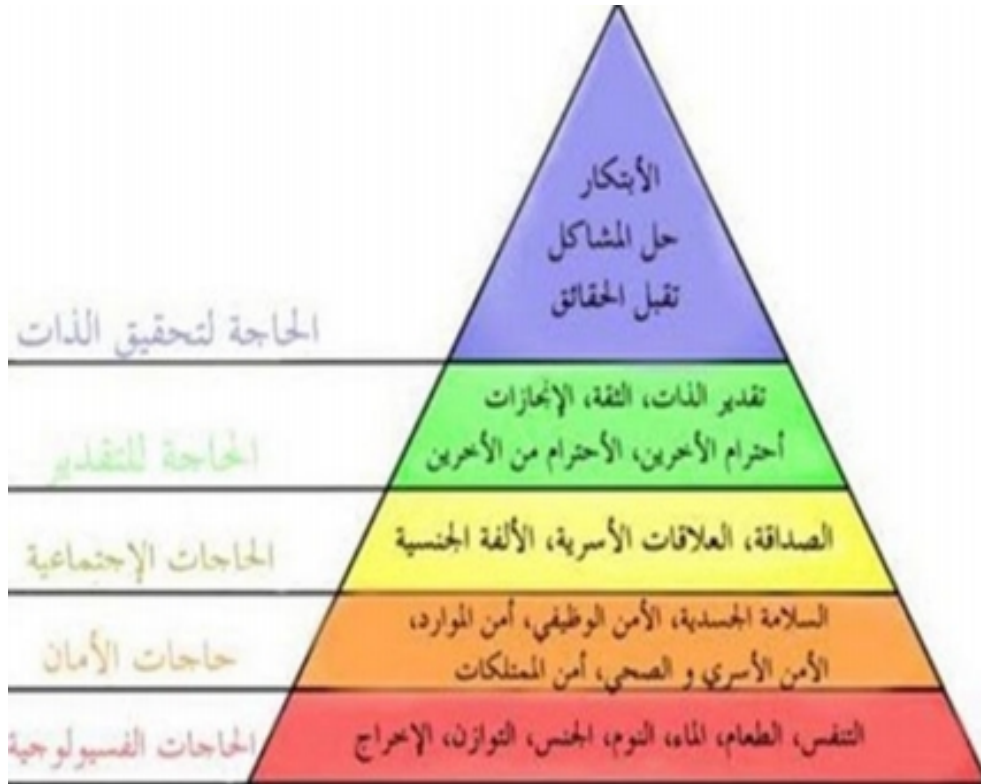 الأبتكار
حل المشاكل
تقبل الحقائق
الحاجة لتحقيق الذات
تقدير الذات، الثقة، الإنجازات
أحترام الأخرين، الأحترام من الأخرين
الحاجة للتقدير
الصداقة، العلاقات الأسرية، الألفة الجنسية
الحاجات الإجتماعية
السلامة الجسدية، الأمن الوظيفي، أمن الموارد،
الأمن الأسري و الصحي، أمن الممتلكات
حاجات الأمان
التنفس، الطعام، الماء، النوم، الجنس، التوازن، الإخراج
الحاجات الفسيولوجية